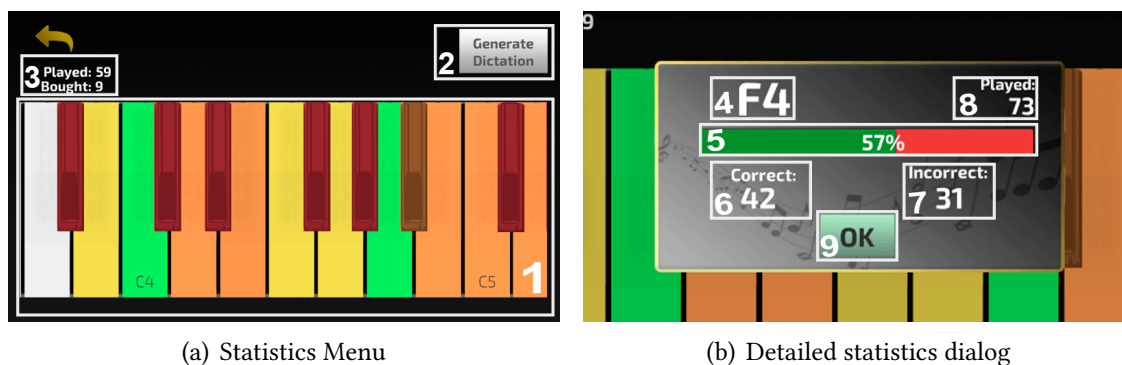 Generate
2 Dictation
3 Played: 59
Bought: 9
C4
C5
1
(a) Statistics Menu
9
4 F4
Played:
8 73
5 57%
Correct:
6 42
Incorrect:
7 31
9 OK
(b) Detailed statistics dialog